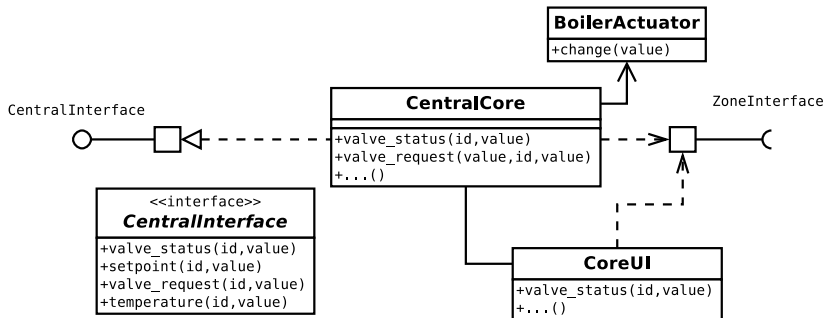 BoilerActuator
+change(value)
CentralInterface
CentralCore
ZoneInterface
+valve_status(id,value)
+valve_request(value,id,value)
+...()
<<interface>>
CentralInterface
+valve_status(id,value)
+setpoint(id,value)
+valve_request(id,value)
+temperature(id,value)
CoreUI
+valve_status(id,value)
+...()